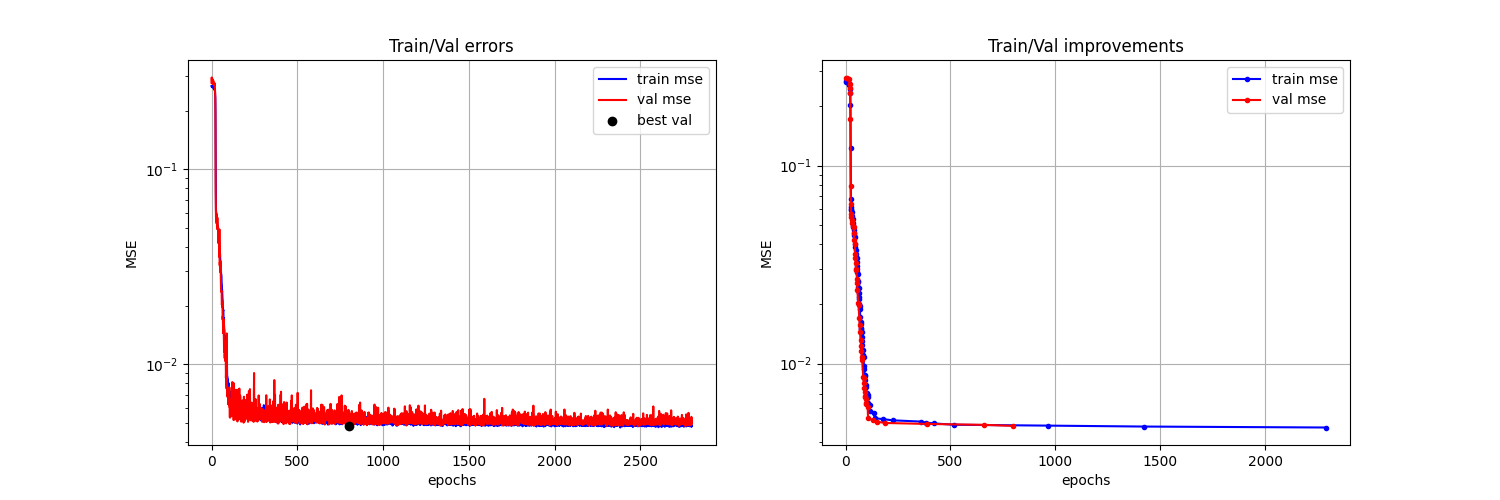 Train/Val errors
MSE
10⁻¹
10⁻²
train mse
val mse
best val
0 500 1000 1500 2000 2500
epochs
Train/Val improvements
MSE
10⁻¹
10⁻²
train mse
val mse
0 500 1000 1500 2000
epochs